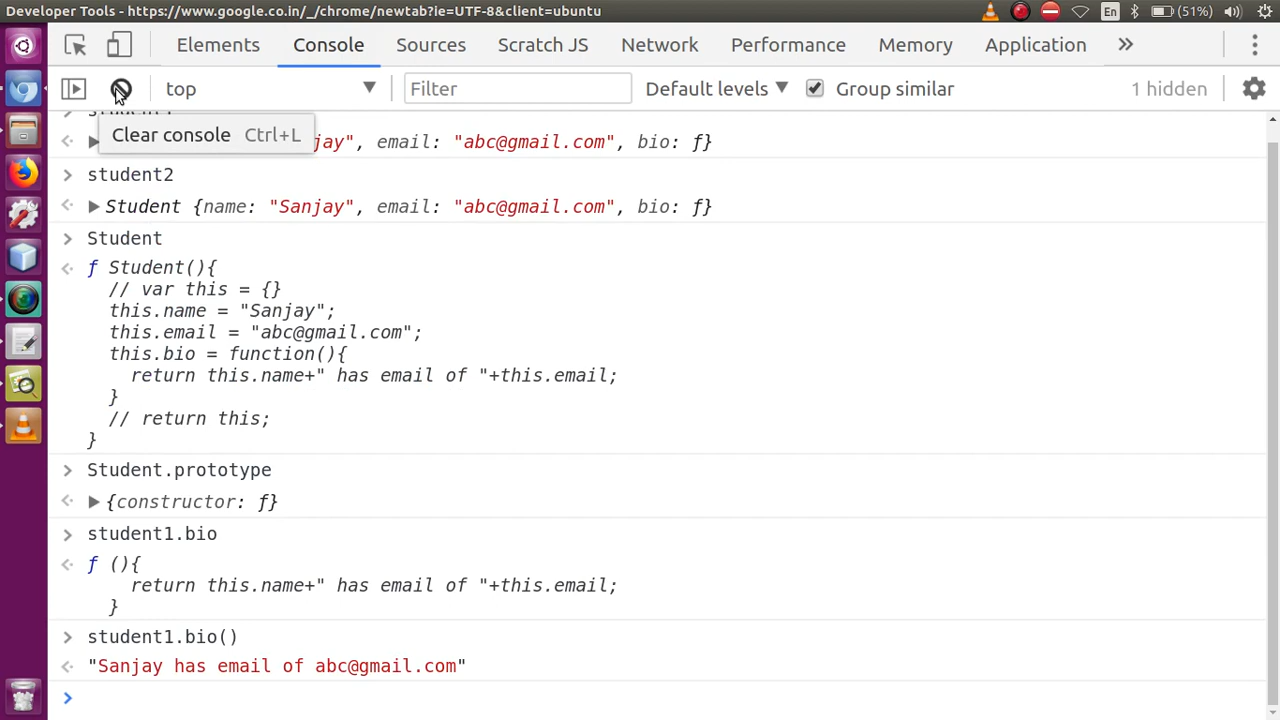 Developer Tools - https://www.google.co.in/_/chrome/newtab?ie=UTF-8&client=ubuntu
En (51%)
Elements Console Sources Scratch JS Network Performance Memory Application »
top Filter Default levels Group similar 1 hidden
Clear console Ctrl+L
jay", email: "abc@gmail.com", bio: ƒ}
> student2
Student {name: "Sanjay", email: "abc@gmail.com", bio: ƒ}
> Student
ƒ Student(){
// var this = {}
this.name = "Sanjay";
this.email = "abc@gmail.com";
this.bio = function(){
return this.name+" has email of "+this.email;
}
// return this;
}
> Student.prototype
{constructor: ƒ}
> student1.bio
ƒ (){
return this.name+" has email of "+this.email;
}
> student1.bio()
"Sanjay has email of abc@gmail.com"
>